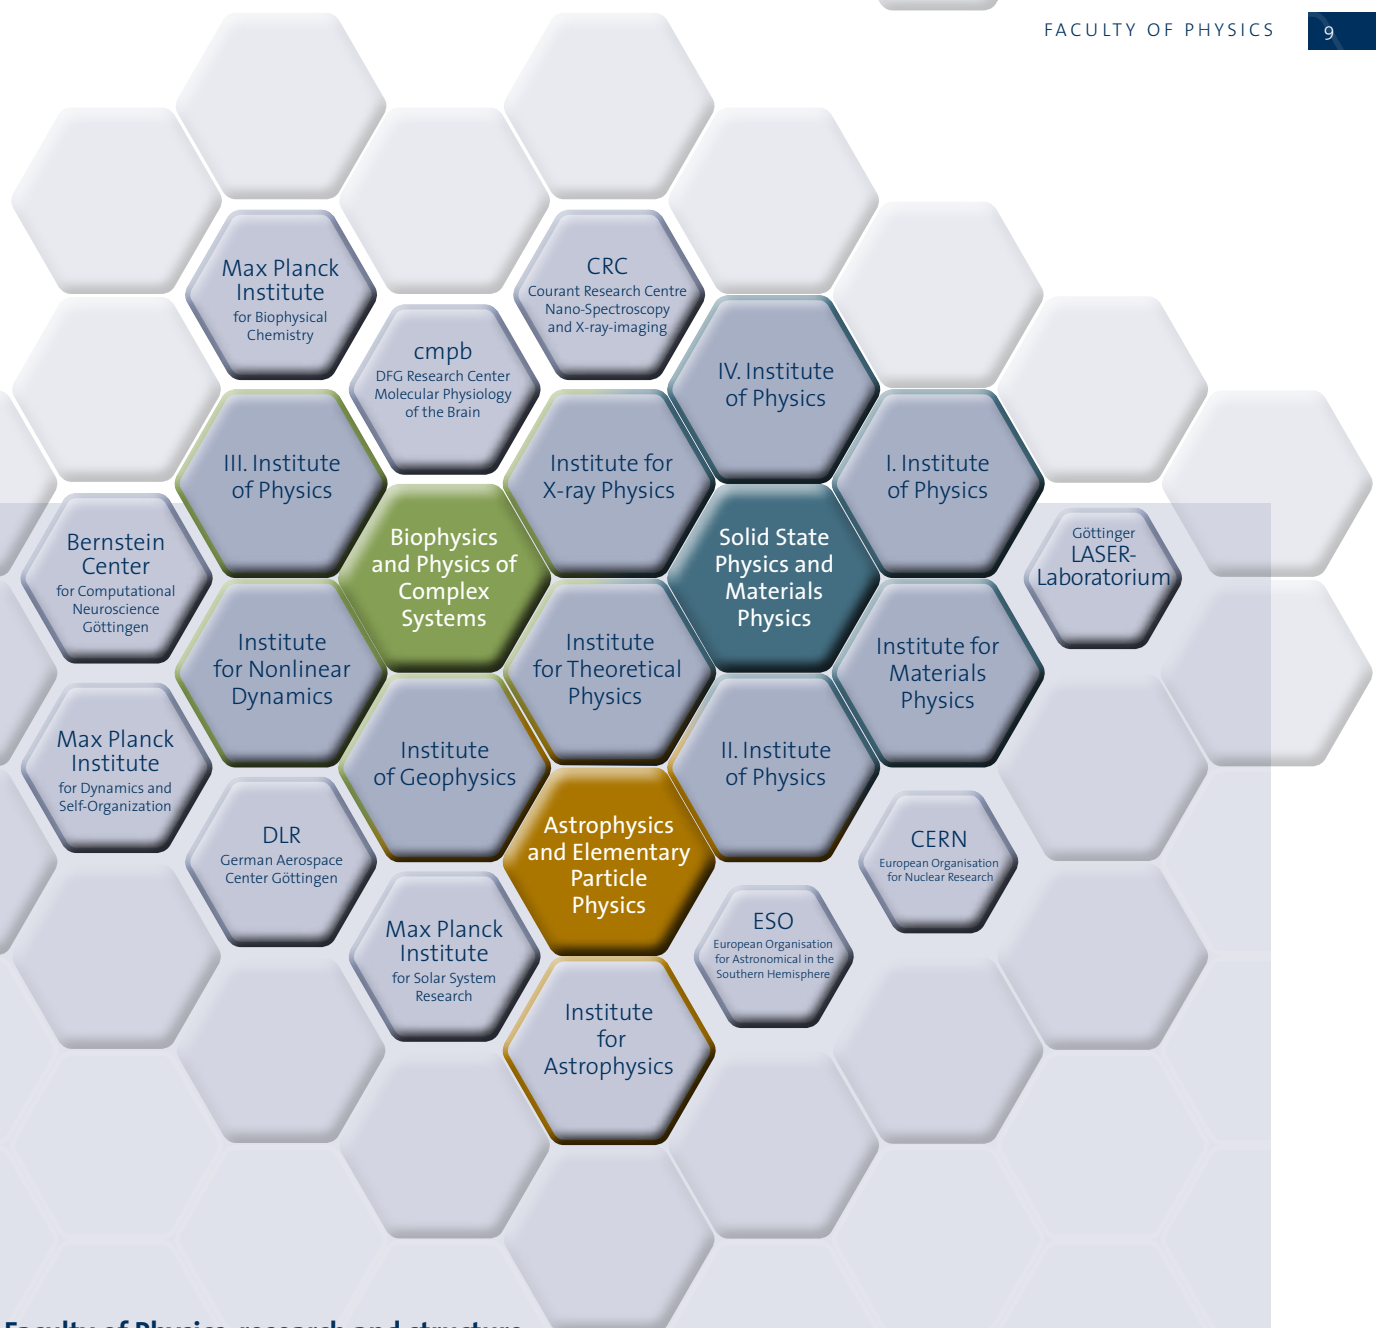 FACULTY OF PHYSICS
9
Max Planck
Institute
for Biophysical
Chemistry
CRC
Courant Research Centre
Nano-Spectroscopy
and X-ray-imaging
cmpb
DFG Research Center
Molecular Physiology
of the Brain
IV. Institute
of Physics
III. Institute
of Physics
Institute for
X-ray Physics
I. Institute
of Physics
Bernstein
Center
for Computational
Neuroscience
Göttingen
Biophysics
and Physics of
Complex
Systems
Solid State
Physics and
Materials
Physics
Göttinger
LASER-
Laboratorium
Institute
for Nonlinear
Dynamics
Institute
for Theoretical
Physics
Institute for
Materials
Physics
Max Planck
Institute
for Dynamics and
Self-Organization
Institute
of Geophysics
II. Institute
of Physics
DLR
German Aerospace
Center Göttingen
Astrophysics
and Elementary
Particle
Physics
CERN
European Organisation
for Nuclear Research
Max Planck
Institute
for Solar System
Research
ESO
European Organisation
for Astronomical in the
Southern Hemisphere
Institute
for
Astrophysics
Faculty of Physics research and structure